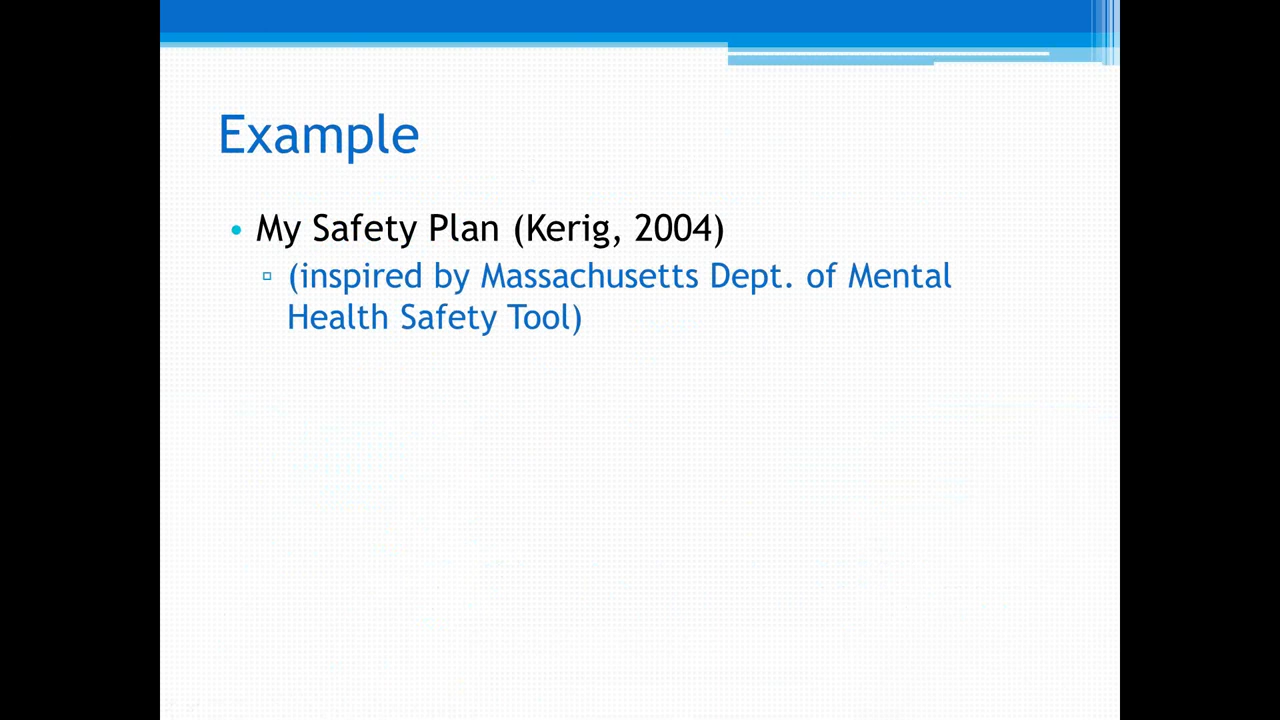 Example
• My Safety Plan (Kerig, 2004)
▫ (inspired by Massachusetts Dept. of Mental
Health Safety Tool)